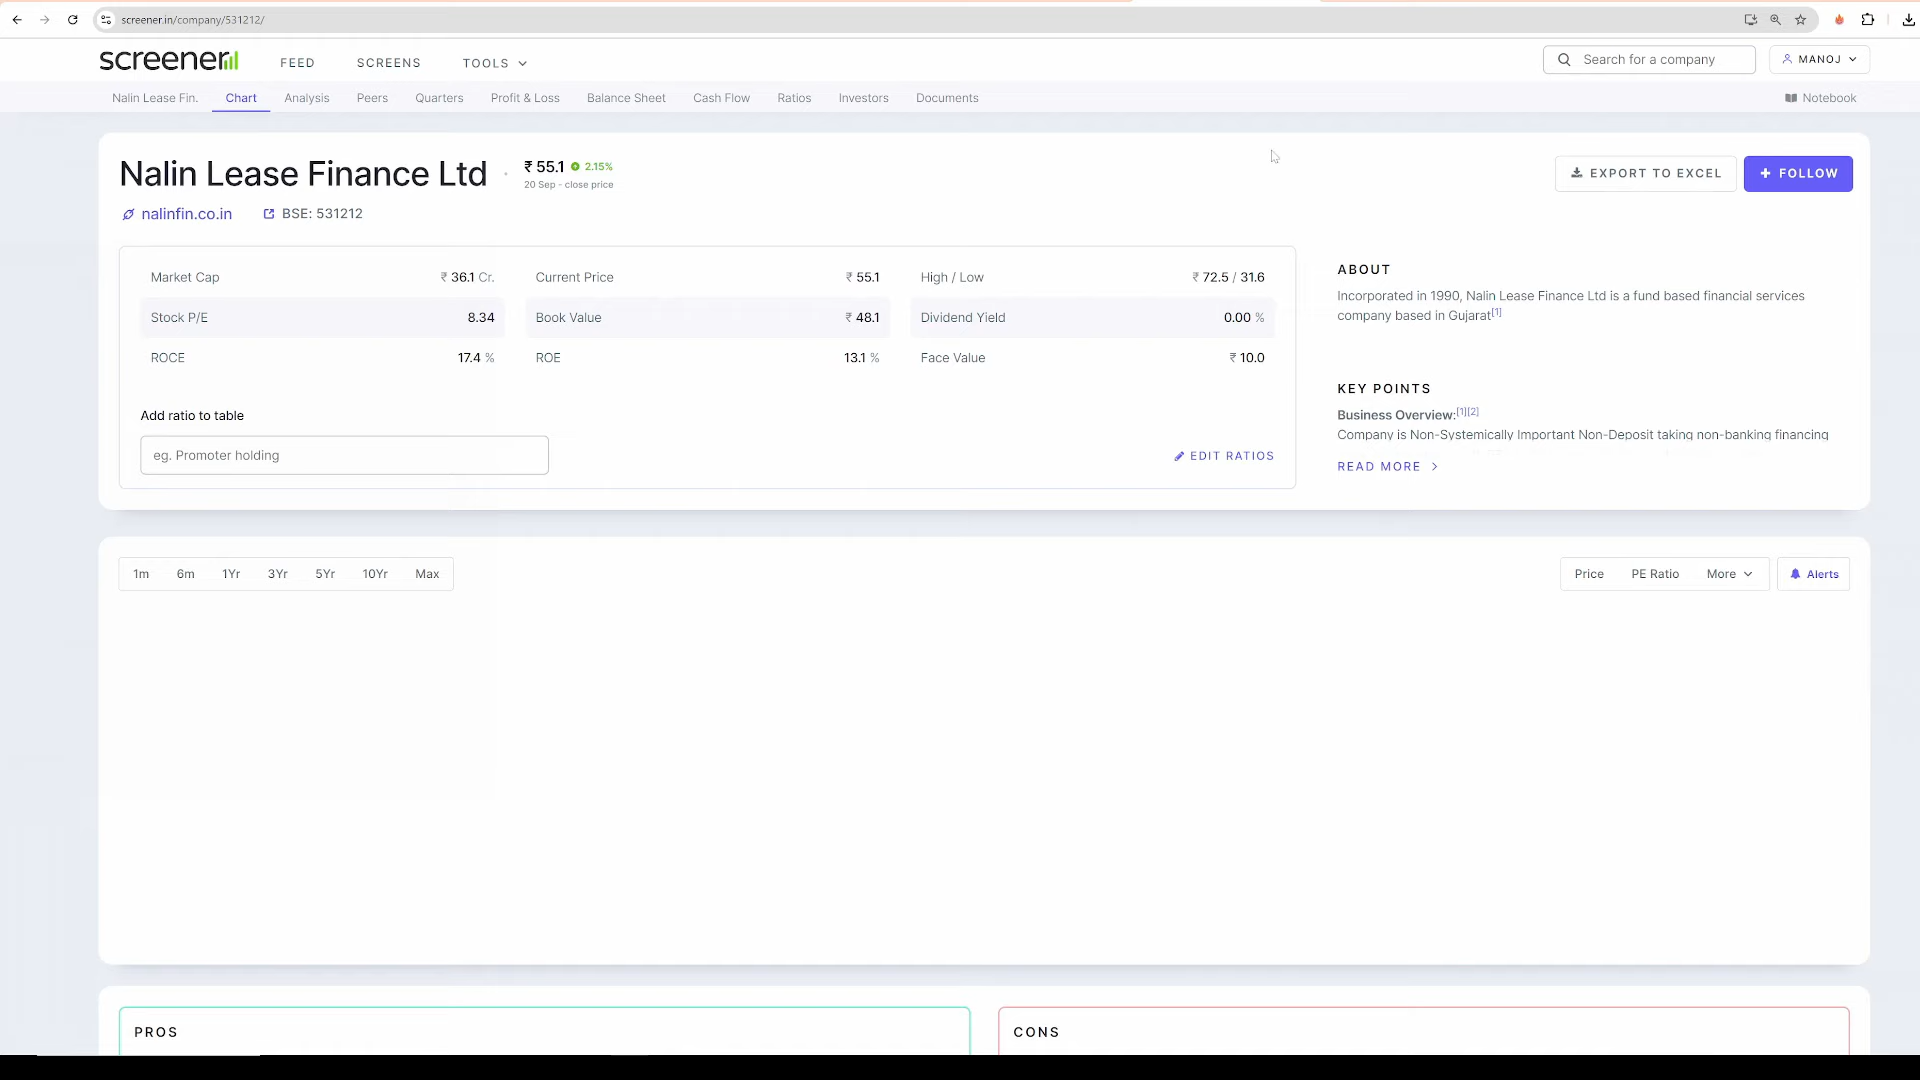 screener.in/company/531212/
screener FEED SCREENS TOOLS Search for a company MANOJ
Nalin Lease Fin. Chart Analysis Peers Quarters Profit & Loss Balance Sheet Cash Flow Ratios Investors Documents Notebook
Nalin Lease Finance Ltd ₹ 55.1 2.15%
20 Sep - close price
EXPORT TO EXCEL + FOLLOW
nalinfin.co.in BSE: 531212
Market Cap ₹ 36.1 Cr. Current Price ₹ 55.1 High / Low ₹ 72.5 / 31.6
Stock P/E 8.34 Book Value ₹ 48.1 Dividend Yield 0.00 %
ROCE 17.4 % ROE 13.1 % Face Value ₹ 10.0
Add ratio to table
eg. Promoter holding
EDIT RATIOS
ABOUT
Incorporated in 1990, Nalin Lease Finance Ltd is a fund based financial services
company based in Gujarat[1]
KEY POINTS
Business Overview:[1][2]
Company is Non-Systemically Important Non-Deposit taking non-banking financing
READ MORE
1m 6m 1Yr 3Yr 5Yr 10Yr Max Price PE Ratio More Alerts
PROS CONS